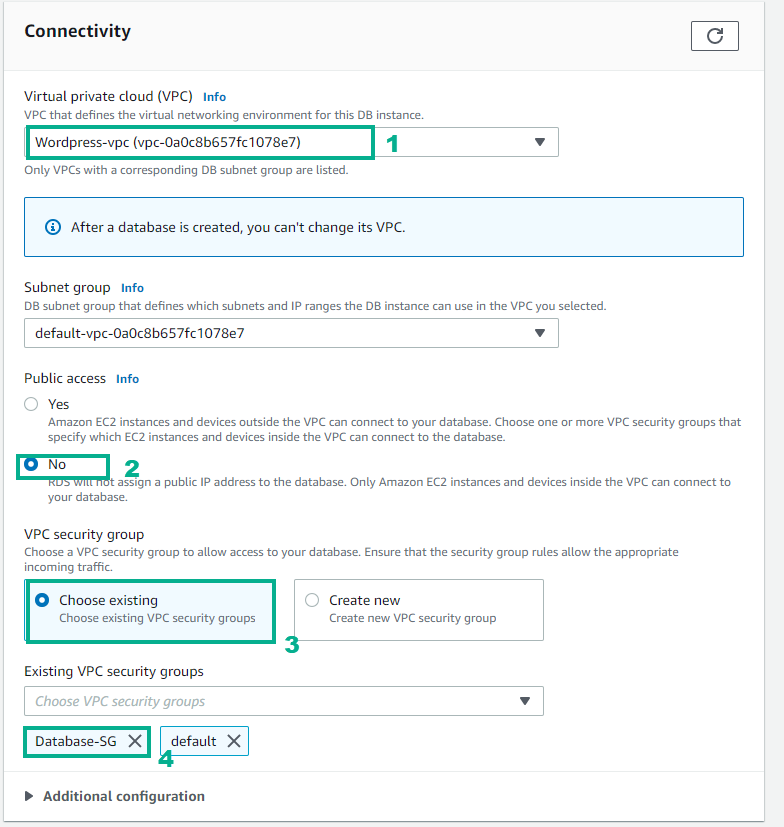 Connectivity
Virtual private cloud (VPC) Info
VPC that defines the virtual networking environment for this DB instance.
Wordpress-vpc (vpc-0a0c8b657fc1078e7) 1
Only VPCs with a corresponding DB subnet group are listed.
After a database is created, you can't change its VPC.
Subnet group Info
DB subnet group that defines which subnets and IP ranges the DB instance can use in the VPC you selected.
default-vpc-0a0c8b657fc1078e7
Public access Info
Yes
Amazon EC2 instances and devices outside the VPC can connect to your database. Choose one or more VPC security groups that
specify which EC2 instances and devices inside the VPC can connect to the database.
No 2
RDS will not assign a public IP address to the database. Only Amazon EC2 instances and devices inside the VPC can connect to
your database.
VPC security group
Choose a VPC security group to allow access to your database. Ensure that the security group rules allow the appropriate
incoming traffic.
Choose existing
Choose existing VPC security groups
3
Create new
Create new VPC security group
Existing VPC security groups
Choose VPC security groups
Database-SG
4
default
Additional configuration